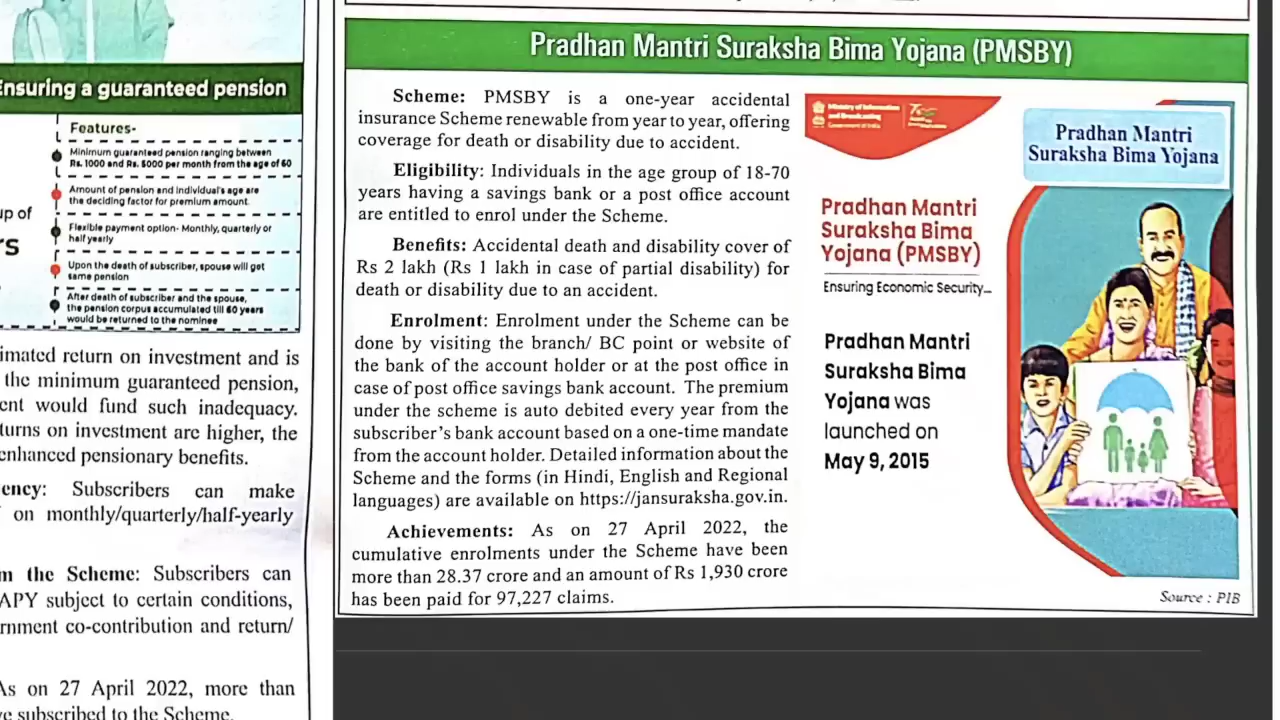 Ensuring a guaranteed pension
Features-
Minimum guaranteed pension ranging between
Rs. 1000 and Rs. 5000 per month from the age of 60
Amount of pension and individual's age are
the deciding factor for premium amount.
up of
rs
Flexible payment option- Monthly, quarterly or
half yearly
Upon the death of subscriber, spouse will get
same pension
After death of subscriber and the spouse,
the pension corpus accumulated till 60 years
would be returned to the nominee
imated return on investment and is
the minimum guaranteed pension,
ent would fund such inadequacy.
turns on investment are higher, the
enhanced pensionary benefits.
ency: Subscribers can make
on monthly/quarterly/half-yearly
m the Scheme: Subscribers can
APY subject to certain conditions,
rnment co-contribution and return/
As on 27 April 2022, more than
ve subscribed to the Scheme.
Pradhan Mantri Suraksha Bima Yojana (PMSBY)
Scheme: PMSBY is a one-year accidental
insurance Scheme renewable from year to year, offering
coverage for death or disability due to accident.
Eligibility: Individuals in the age group of 18-70
years having a savings bank or a post office account
are entitled to enrol under the Scheme.
Benefits: Accidental death and disability cover of
Rs 2 lakh (Rs 1 lakh in case of partial disability) for
death or disability due to an accident.
Enrolment: Enrolment under the Scheme can be
done by visiting the branch/ BC point or website of
the bank of the account holder or at the post office in
case of post office savings bank account. The premium
under the scheme is auto debited every year from the
subscriber's bank account based on a one-time mandate
from the account holder. Detailed information about the
Scheme and the forms (in Hindi, English and Regional
languages) are available on https://jansuraksha.gov.in.
Achievements: As on 27 April 2022, the
cumulative enrolments under the Scheme have been
more than 28.37 crore and an amount of Rs 1,930 crore
has been paid for 97,227 claims.
Ministry of Information
and Broadcasting
Government of India
Pradhan Mantri
Suraksha Bima
Yojana (PMSBY)
Ensuring Economic Security...
Pradhan Mantri
Suraksha Bima
Yojana was
launched on
May 9, 2015
Pradhan Mantri
Suraksha Bima Yojana
Source : PIB